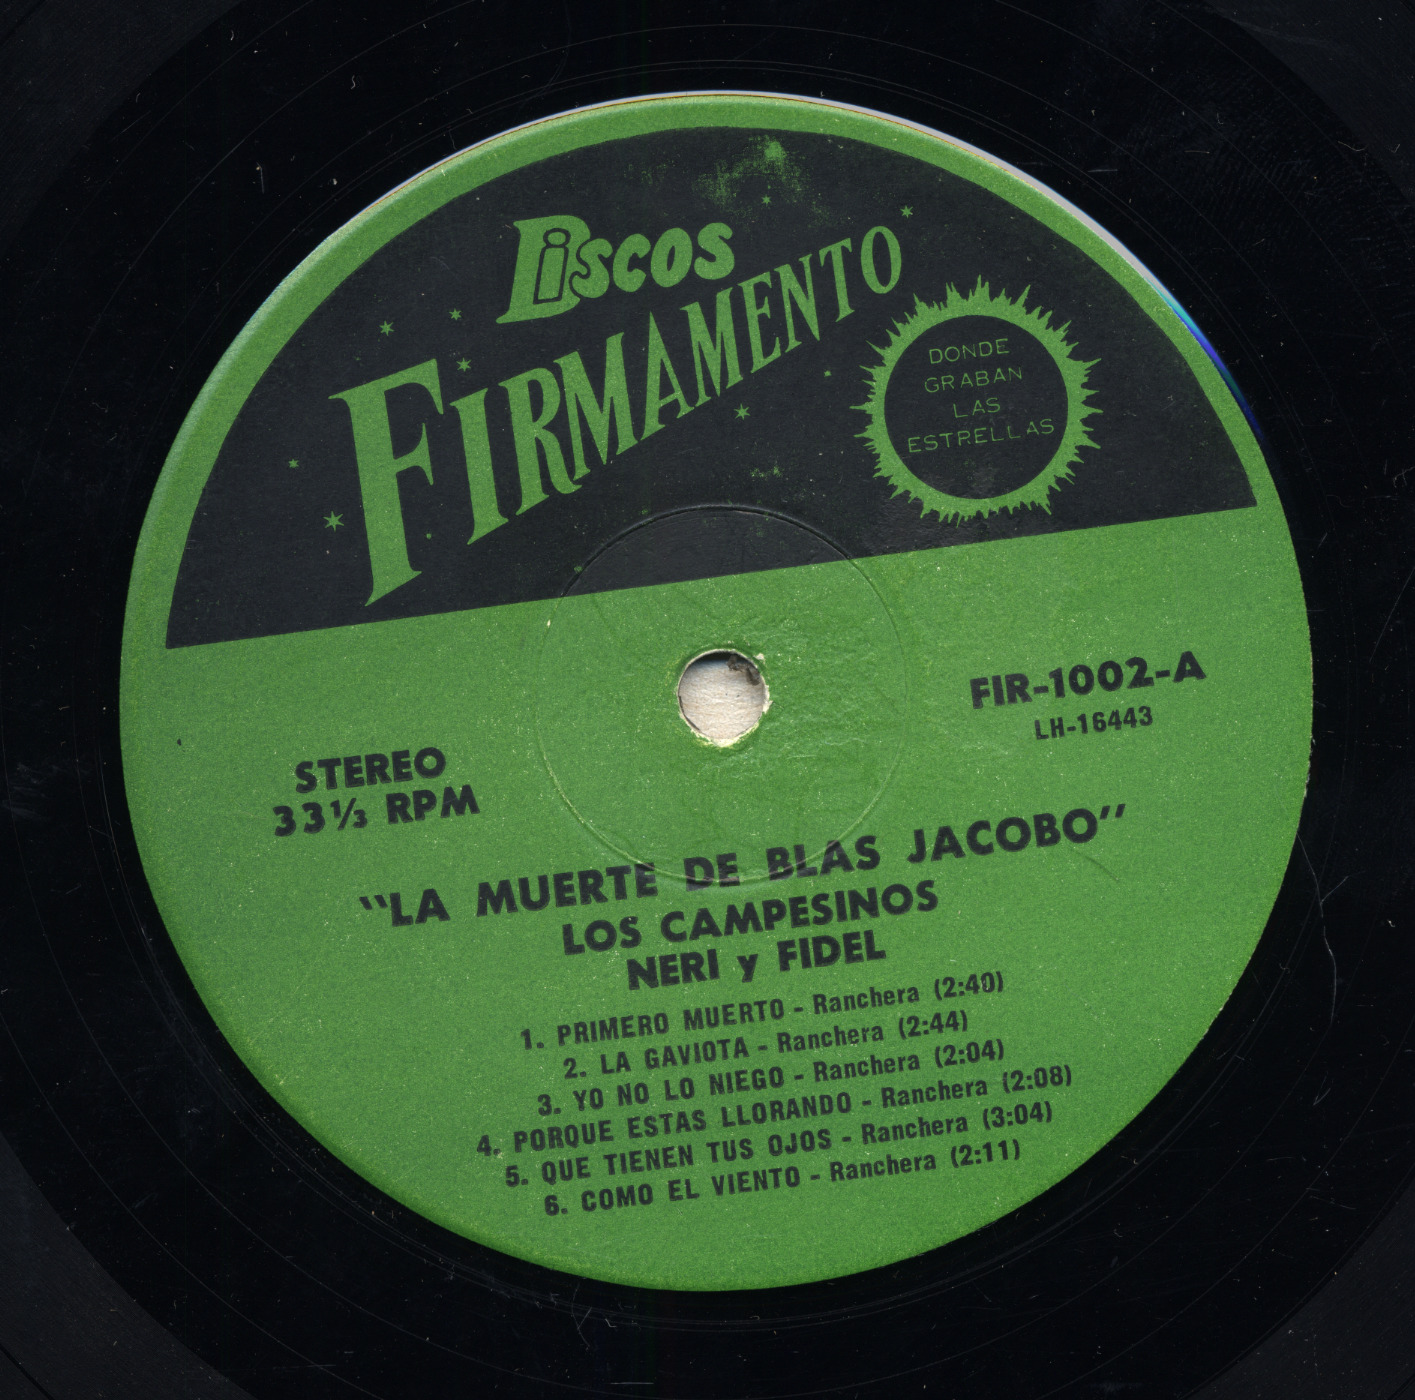 Discos
FIRMAMENTO
DONDE
GRABAN
LAS
ESTRELLAS
FIR-1002-A
LH-16443
STEREO
33⅓ RPM
"LA MUERTE DE BLAS JACOBO"
LOS CAMPESINOS
NERI y FIDEL
1. PRIMERO MUERTO - Ranchera (2:40)
2. LA GAVIOTA - Ranchera (2:44)
3. YO NO LO NIEGO - Ranchera (2:04)
4. PORQUE ESTAS LLORANDO - Ranchera (2:08)
5. QUE TIENEN TUS OJOS - Ranchera (3:04)
6. COMO EL VIENTO - Ranchera (2:11)